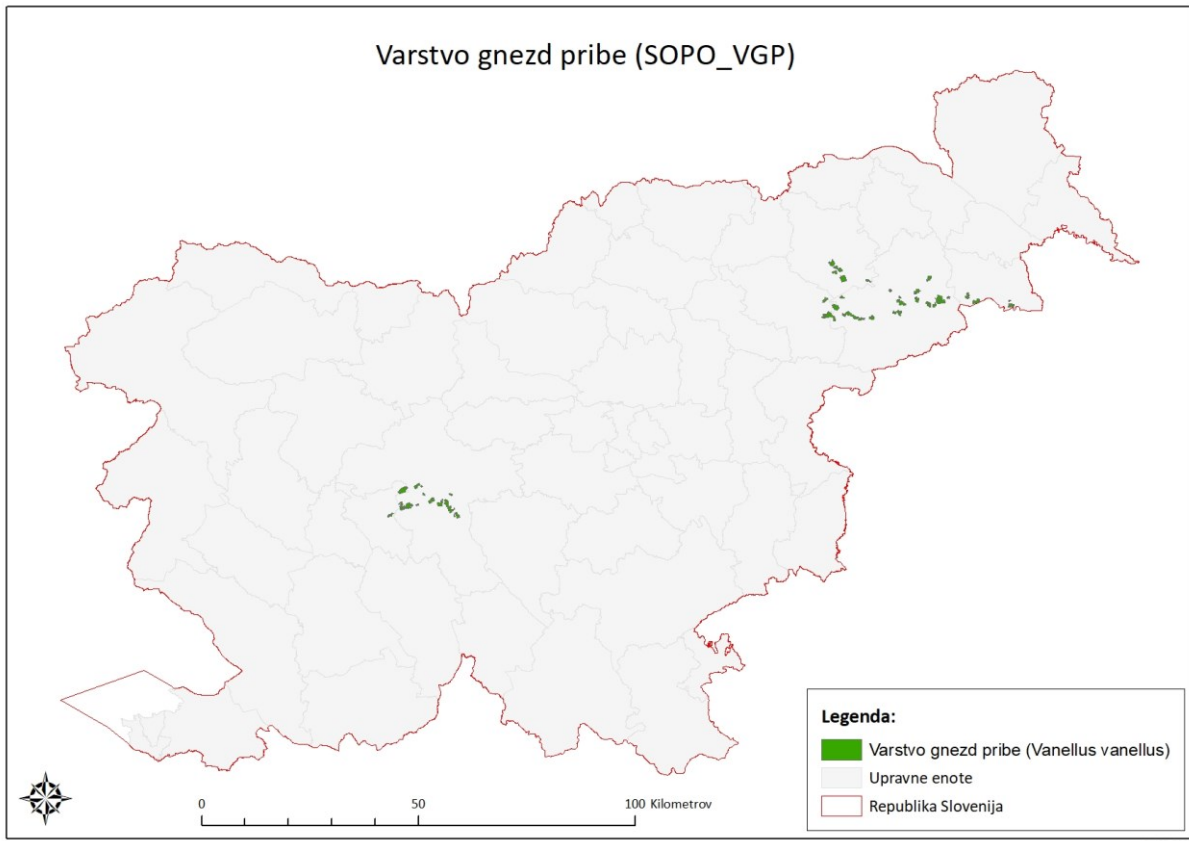 Varstvo gnezd pribe (SOPO_VGP)
Legenda:
Varstvo gnezd pribe (Vanellus vanellus)
Upravne enote
Republika Slovenija
0 50 100 Kilometrov